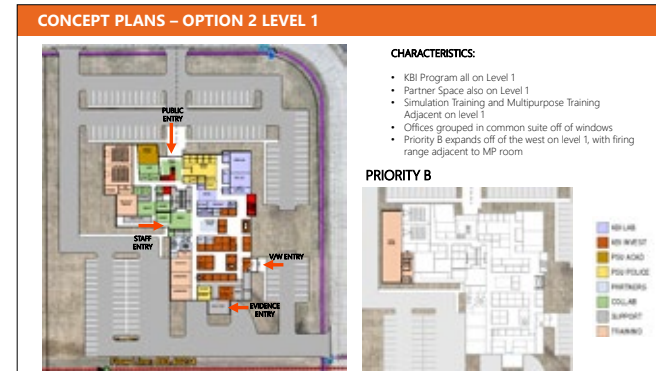 CONCEPT PLANS – OPTION 2 LEVEL 1
CHARACTERISTICS:
• KBI Program all on Level 1
• Partner Space also on Level 1
• Simulation Training and Multipurpose Training
Adjacent on level 1
• Offices grouped in common suite off of windows
• Priority B expands off of the west on level 1, with firing
range adjacent to MP room
PUBLIC
ENTRY
STAFF
ENTRY
V/W ENTRY
EVIDENCE
ENTRY
PRIORITY B
KBI LAB
KBI INVEST
PSU ACAD
PSU POLICE
PARTNERS
COLLAB
SUPPORT
TRAINING